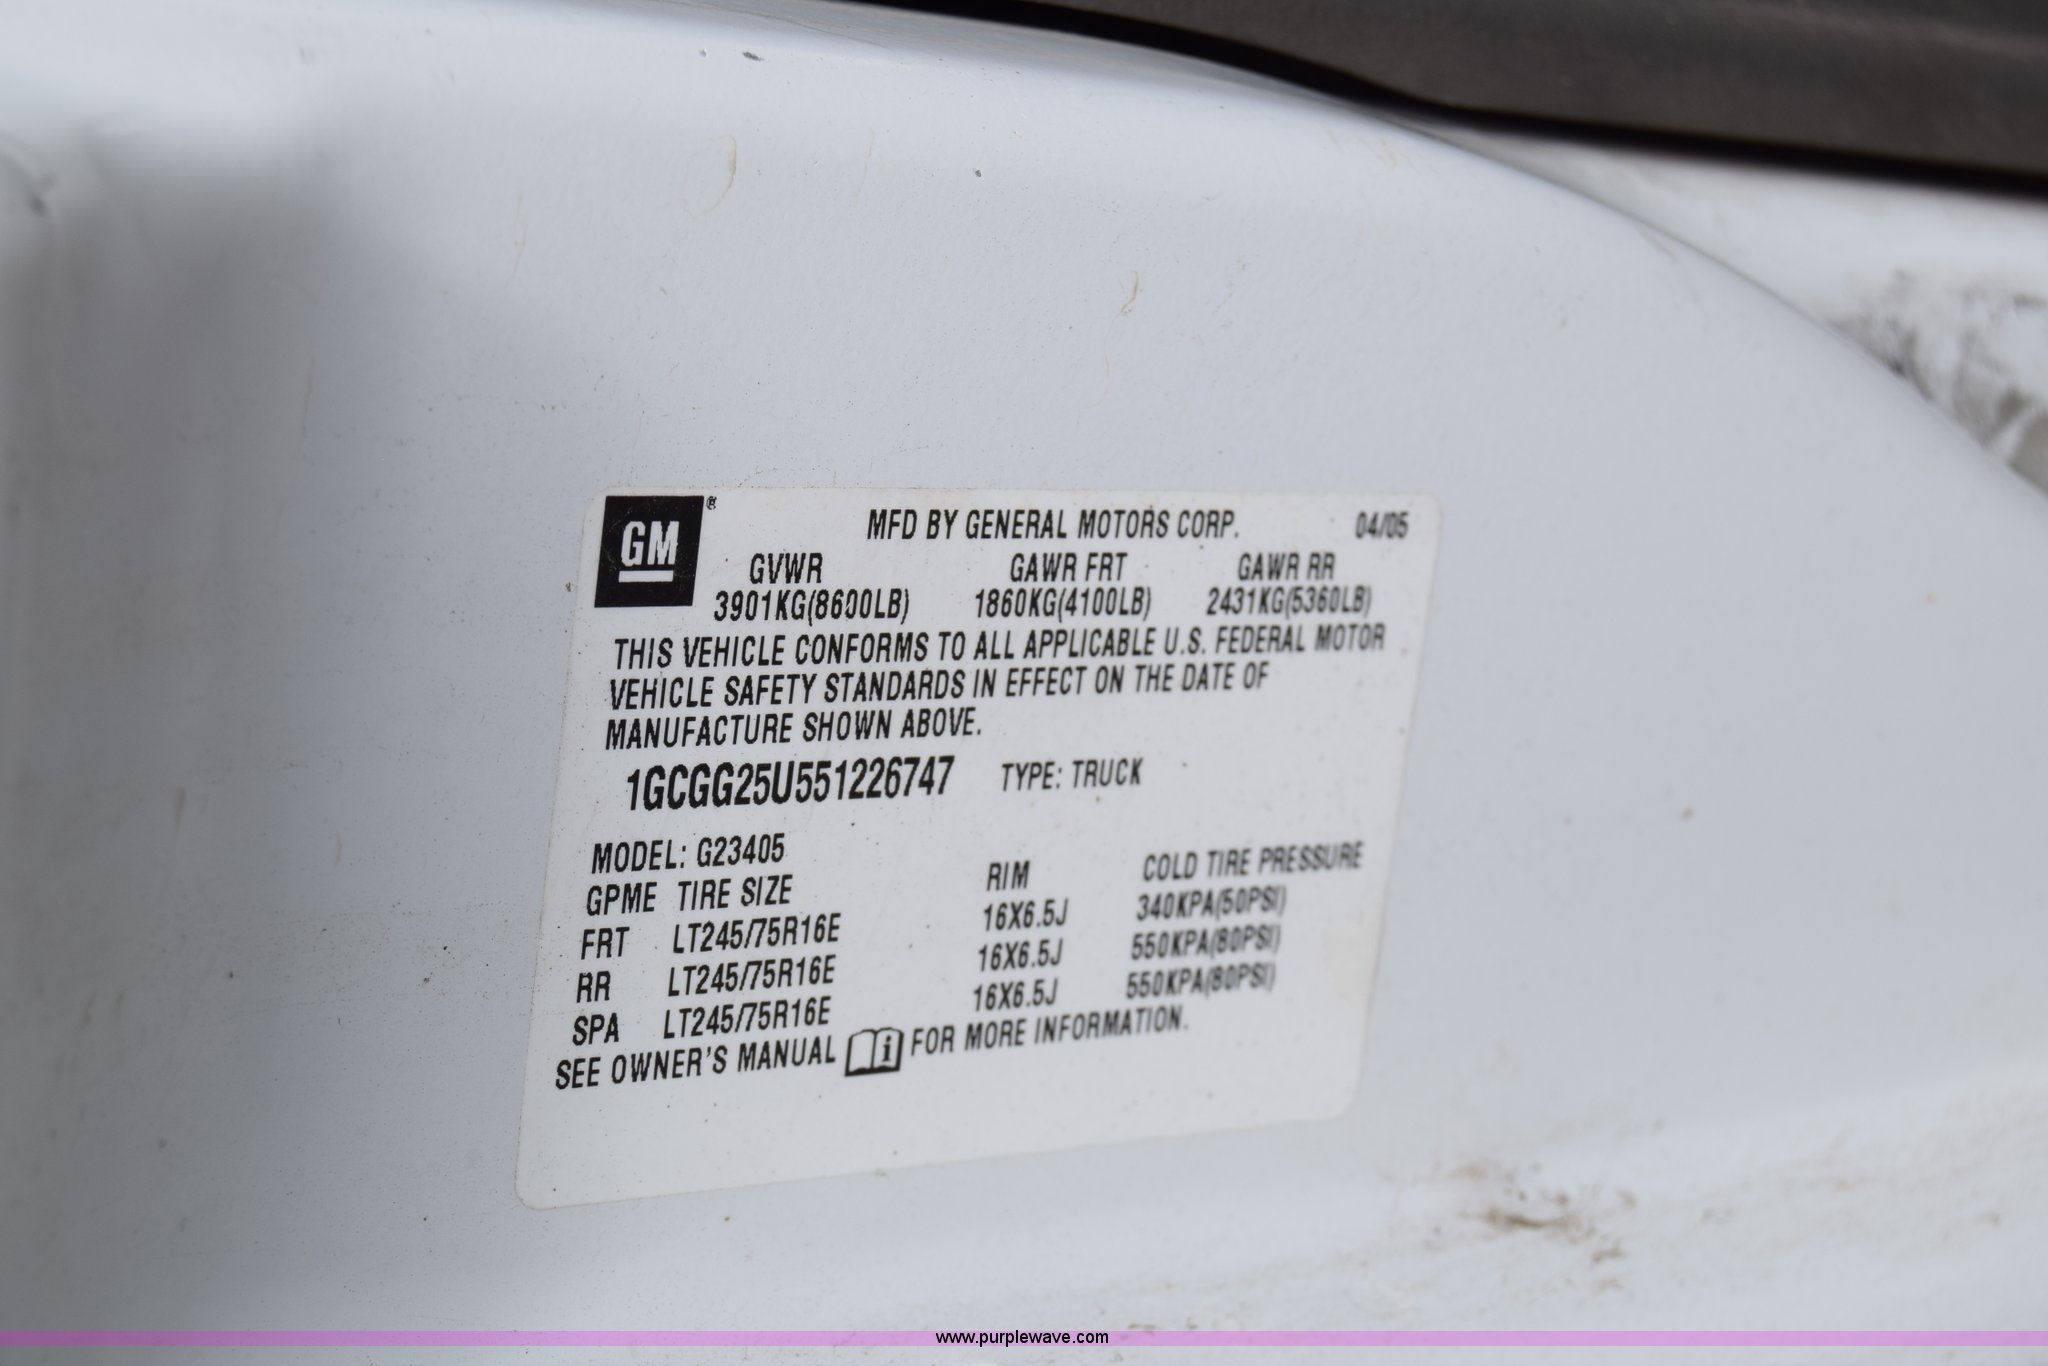 GM®
MFD BY GENERAL MOTORS CORP. 04/05
GVWR GAWR FRT GAWR RR
3901KG(8600LB) 1860KG(4100LB) 2431KG(5360LB)
THIS VEHICLE CONFORMS TO ALL APPLICABLE U.S. FEDERAL MOTOR
VEHICLE SAFETY STANDARDS IN EFFECT ON THE DATE OF
MANUFACTURE SHOWN ABOVE.
1GCGG25U551226747 TYPE: TRUCK
MODEL: G23405
GPME TIRE SIZE RIM COLD TIRE PRESSURE
FRT LT245/75R16E 16X6.5J 340KPA(50PSI)
RR LT245/75R16E 16X6.5J 550KPA(80PSI)
SPA LT245/75R16E 16X6.5J 550KPA(80PSI)
SEE OWNER'S MANUAL i FOR MORE INFORMATION.
www.purplewave.com